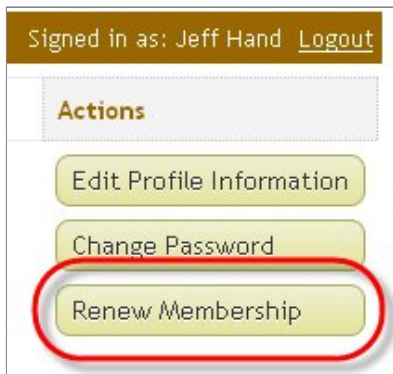 Signed in as: Jeff Hand Logout
Actions
Edit Profile Information
Change Password
Renew Membership